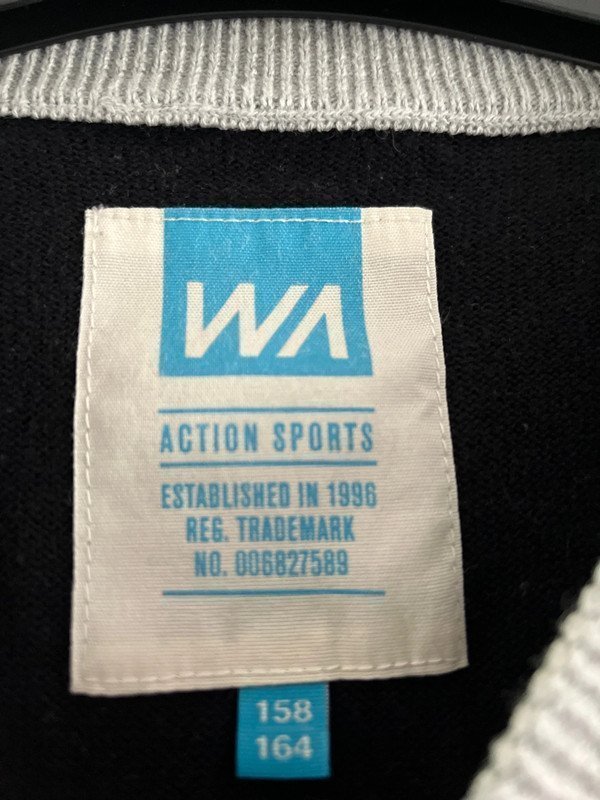 WA
ACTION SPORTS
ESTABLISHED IN 1996
REG. TRADEMARK
NO. 006827589
158
164